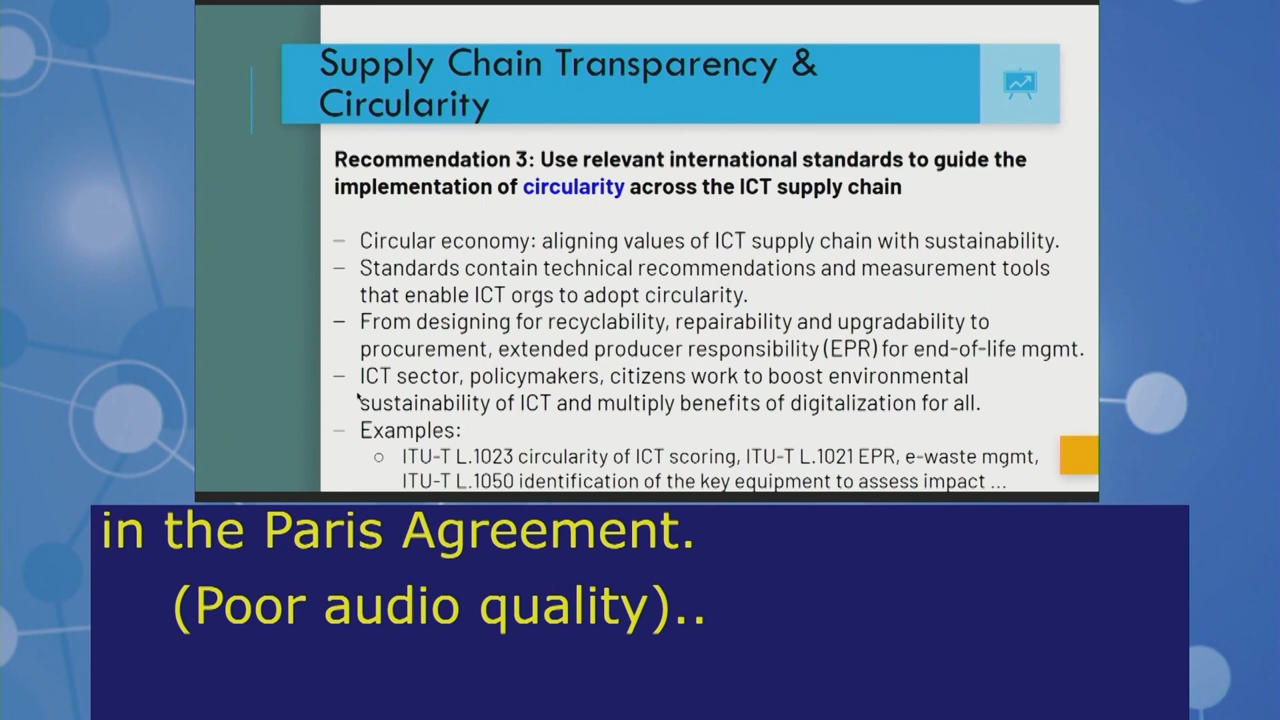 Supply Chain Transparency &
Circularity
Recommendation 3: Use relevant international standards to guide the
implementation of circularity across the ICT supply chain
– Circular economy: aligning values of ICT supply chain with sustainability.
– Standards contain technical recommendations and measurement tools
that enable ICT orgs to adopt circularity.
– From designing for recyclability, repairability and upgradability to
procurement, extended producer responsibility (EPR) for end-of-life mgmt.
– ICT sector, policymakers, citizens work to boost environmental
sustainability of ICT and multiply benefits of digitalization for all.
– Examples:
○ ITU-T L.1023 circularity of ICT scoring, ITU-T L.1021 EPR, e-waste mgmt,
ITU-T L.1050 identification of the key equipment to assess impact ...
in the Paris Agreement.
(Poor audio quality)..